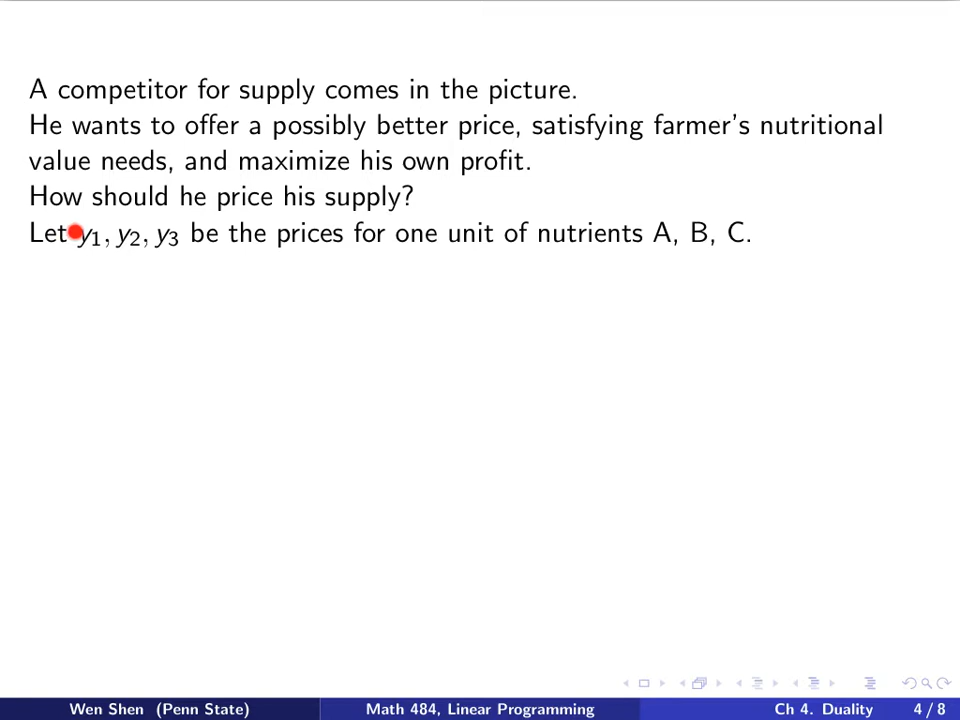 A competitor for supply comes in the picture.
He wants to offer a possibly better price, satisfying farmer's nutritional
value needs, and maximize his own profit.
How should he price his supply?
Let y₁, y₂, y₃ be the prices for one unit of nutrients A, B, C.
Wen Shen (Penn State) Math 484, Linear Programming Ch 4. Duality 4 / 8